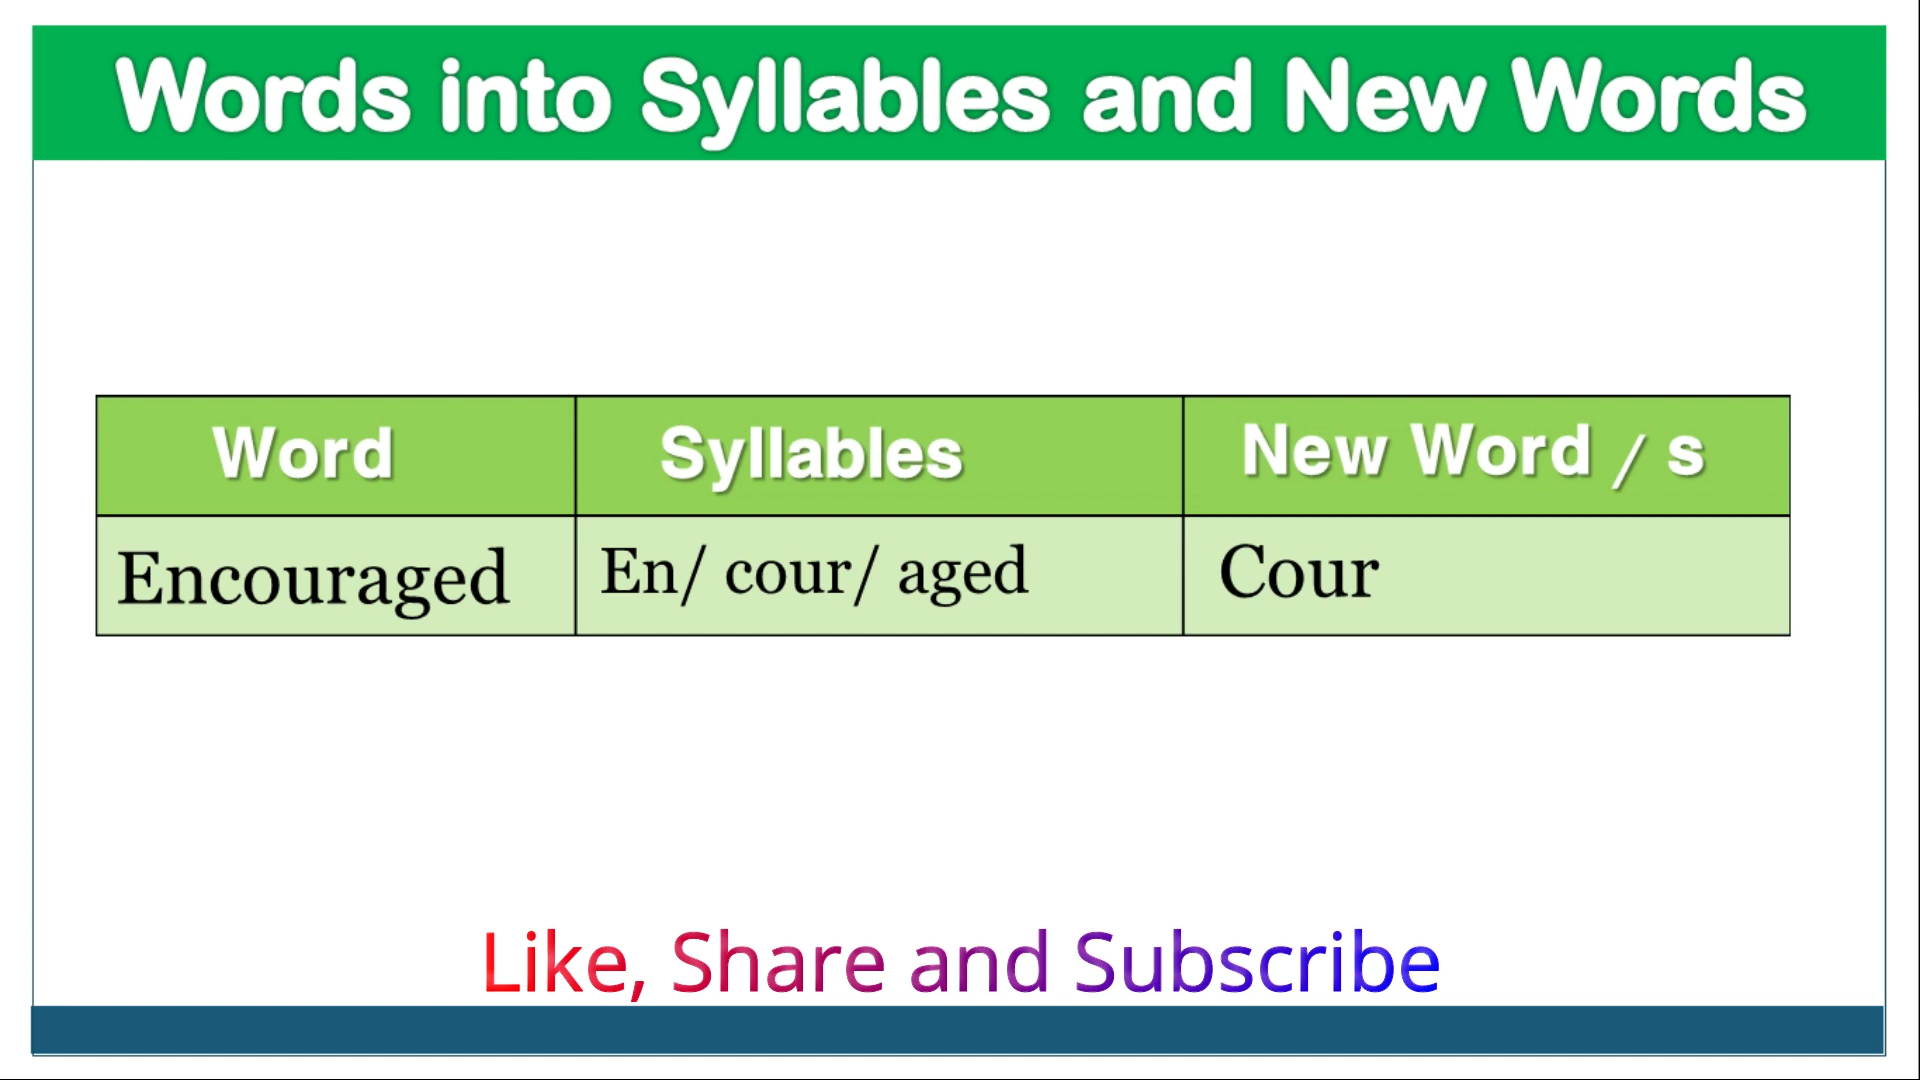 Words into Syllables and New Words
Word Syllables New Word / s
Encouraged En/ cour/ aged Cour
Like, Share and Subscribe